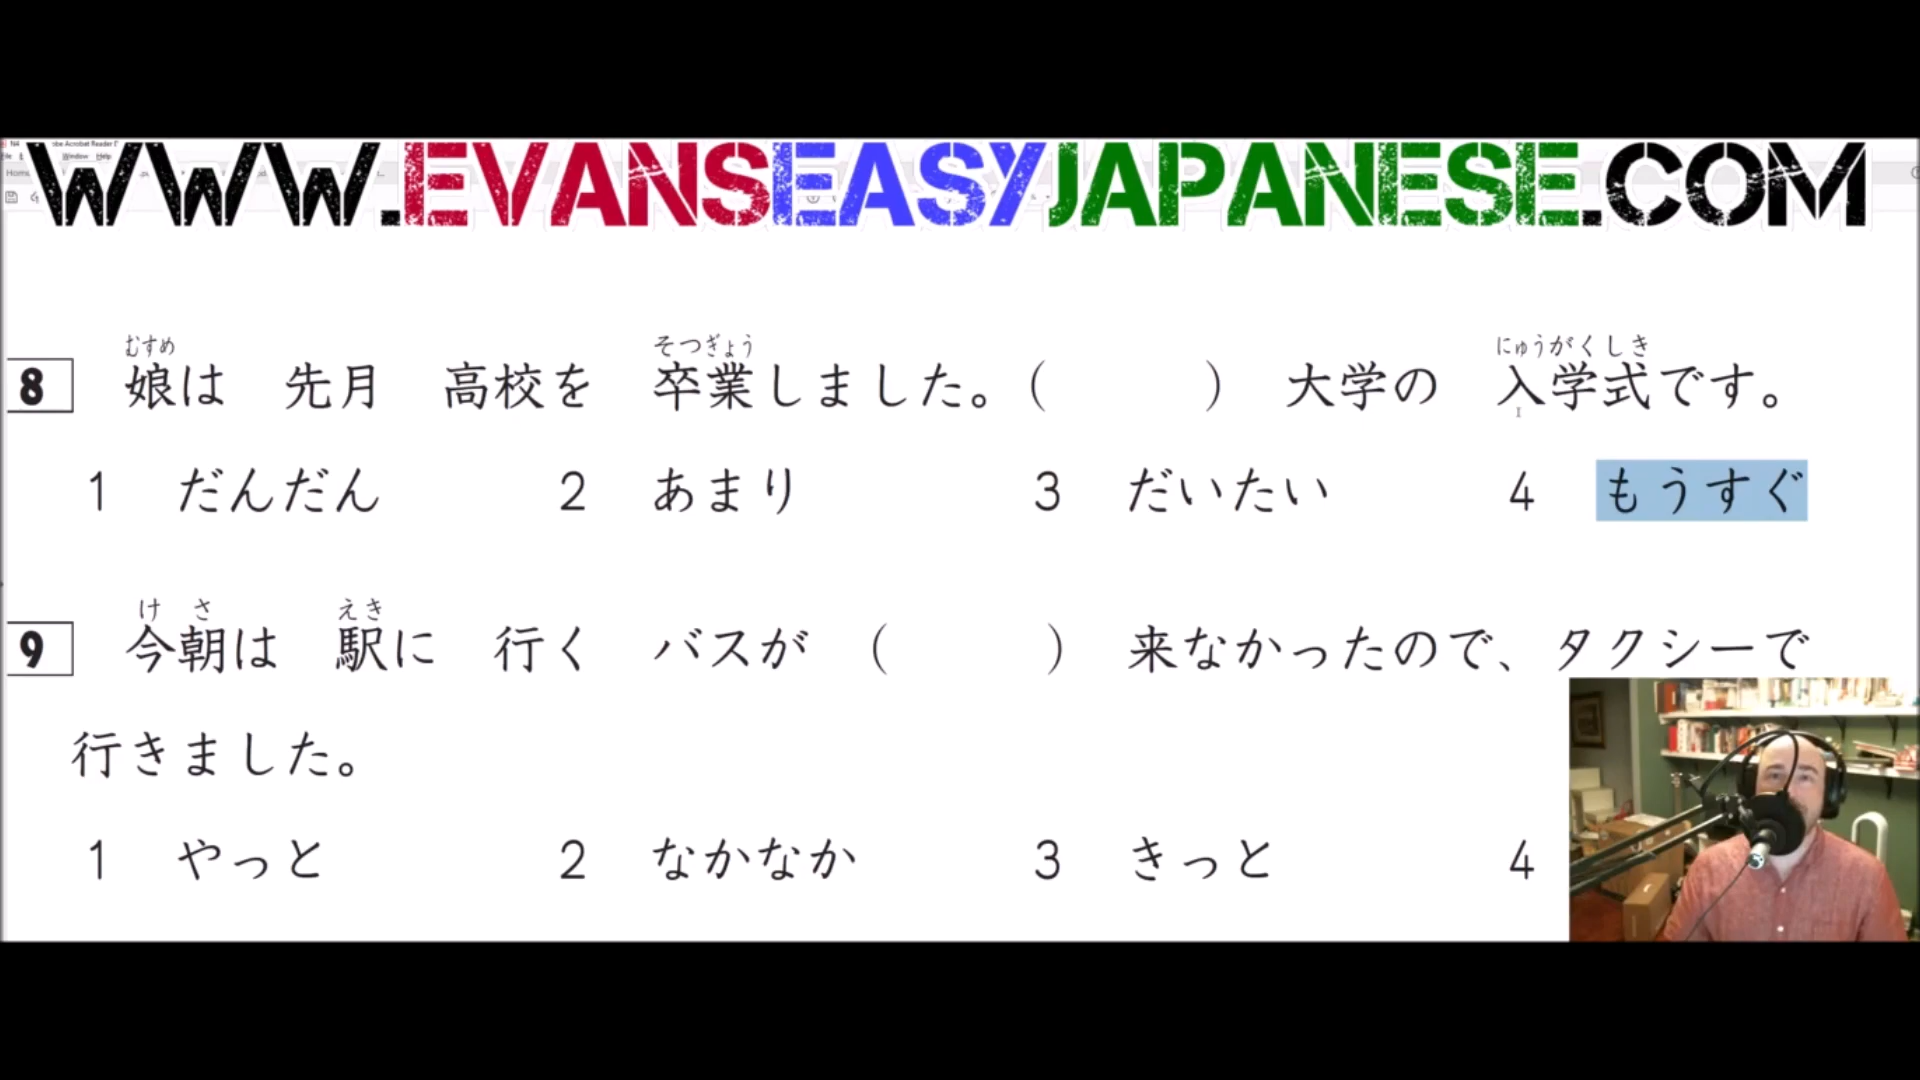 WWW.EVANSEASYJAPANESE.COM
Window Help
むすめ そつぎょう にゅうがくしき
8 娘は 先月 高校を 卒業しました。( ) 大学の 入学式です。
1 だんだん 2 あまり 3 だいたい 4 もうすぐ
けさ えき
9 今朝は 駅に 行く バスが ( ) 来なかったので、タクシーで
行きました。
1 やっと 2 なかなか 3 きっと 4